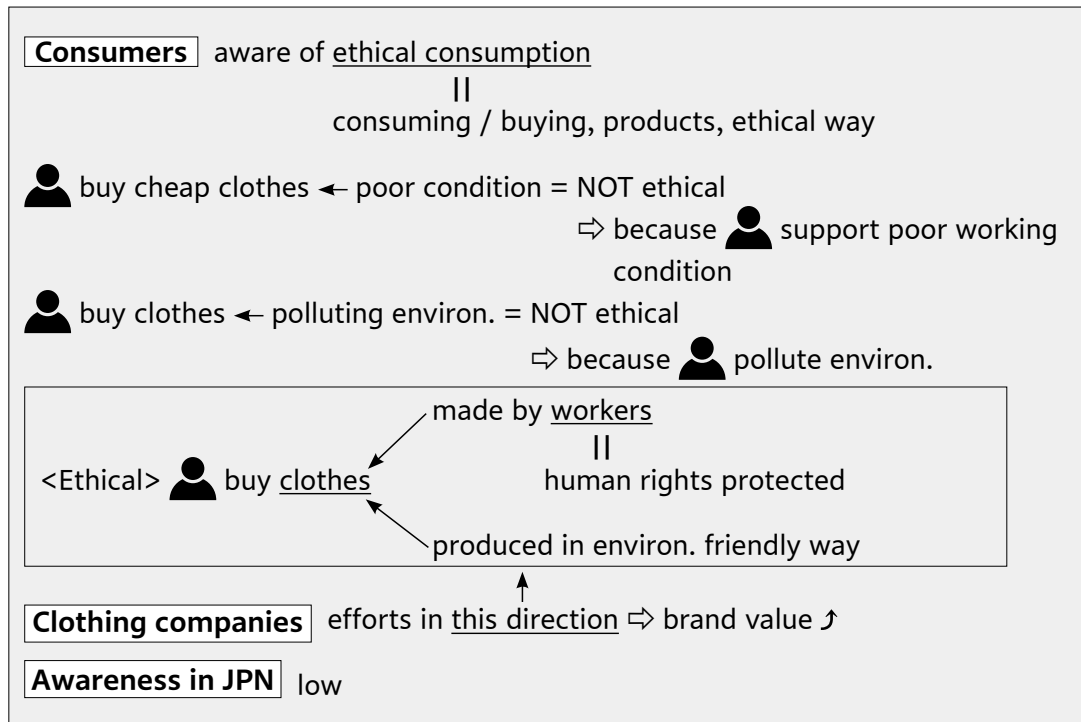 Consumers aware of ethical consumption
consuming / buying, products, ethical way
buy cheap clothes ← poor condition = NOT ethical
⇨ because support poor working
condition
buy clothes ← polluting environ. = NOT ethical
⇨ because pollute environ.
made by workers
<Ethical> buy clothes
human rights protected
produced in environ. friendly way
Clothing companies efforts in this direction ⇨ brand value ⤴
Awareness in JPN low